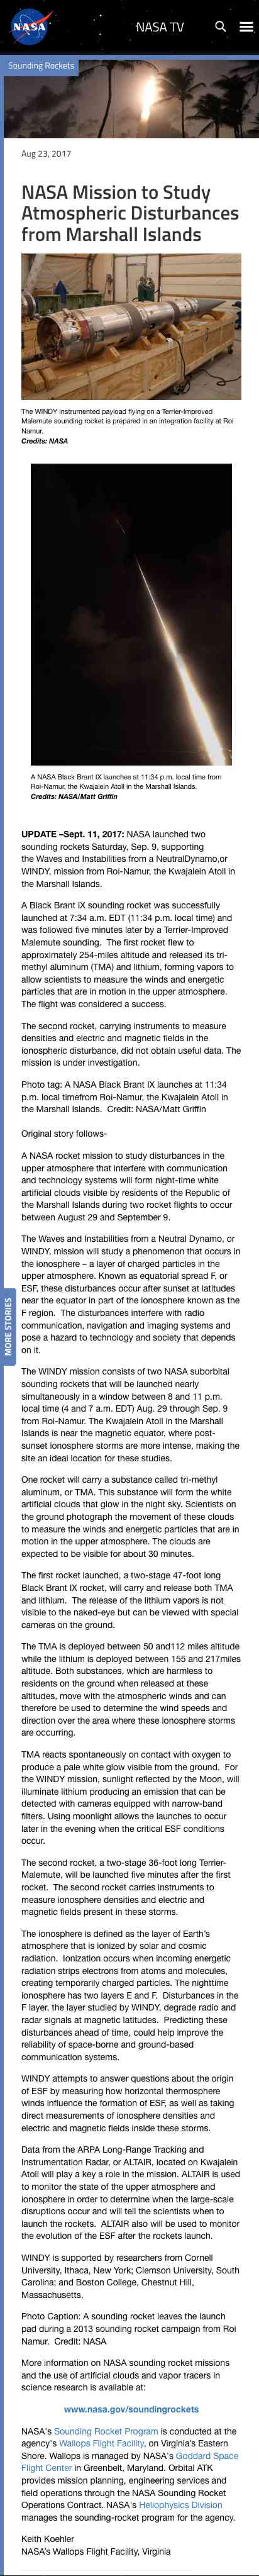 NASA
NASA TV
Sounding Rockets
Aug 23, 2017
NASA Mission to Study
Atmospheric Disturbances
from Marshall Islands
The WINDY instrumented payload flying on a Terrier-Improved
Malemute sounding rocket is prepared in an integration facility at Roi
Namur.
Credits: NASA
A NASA Black Brant IX launches at 11:34 p.m. local time from
Roi-Namur, the Kwajalein Atoll in the Marshall Islands.
Credits: NASA/Matt Griffin
UPDATE –Sept. 11, 2017: NASA launched two
sounding rockets Saturday, Sep. 9, supporting
the Waves and Instabilities from a NeutralDynamo,or
WINDY, mission from Roi-Namur, the Kwajalein Atoll in
the Marshall Islands.
A Black Brant IX sounding rocket was successfully
launched at 7:34 a.m. EDT (11:34 p.m. local time) and
was followed five minutes later by a Terrier-Improved
Malemute sounding.  The first rocket flew to
approximately 254-miles altitude and released its tri-
methyl aluminum (TMA) and lithium, forming vapors to
allow scientists to measure the winds and energetic
particles that are in motion in the upper atmosphere.
The flight was considered a success.
The second rocket, carrying instruments to measure
densities and electric and magnetic fields in the
ionospheric disturbance, did not obtain useful data. The
mission is under investigation.
Photo tag: A NASA Black Brant IX launches at 11:34
p.m. local timefrom Roi-Namur, the Kwajalein Atoll in
the Marshall Islands.  Credit: NASA/Matt Griffin
Original story follows-
A NASA rocket mission to study disturbances in the
upper atmosphere that interfere with communication
and technology systems will form night-time white
artificial clouds visible by residents of the Republic of
the Marshall Islands during two rocket flights to occur
between August 29 and September 9.
The Waves and Instabilities from a Neutral Dynamo, or
WINDY, mission will study a phenomenon that occurs in
the ionosphere – a layer of charged particles in the
upper atmosphere. Known as equatorial spread F, or
ESF, these disturbances occur after sunset at latitudes
near the equator in part of the ionosphere known as the
F region.  The disturbances interfere with radio
communication, navigation and imaging systems and
pose a hazard to technology and society that depends
on it.
MORE STORIES
The WINDY mission consists of two NASA suborbital
sounding rockets that will be launched nearly
simultaneously in a window between 8 and 11 p.m.
local time (4 and 7 a.m. EDT) Aug. 29 through Sep. 9
from Roi-Namur. The Kwajalein Atoll in the Marshall
Islands is near the magnetic equator, where post-
sunset ionosphere storms are more intense, making the
site an ideal location for these studies.
One rocket will carry a substance called tri-methyl
aluminum, or TMA. This substance will form the white
artificial clouds that glow in the night sky. Scientists on
the ground photograph the movement of these clouds
to measure the winds and energetic particles that are in
motion in the upper atmosphere. The clouds are
expected to be visible for about 30 minutes.
The first rocket launched, a two-stage 47-foot long
Black Brant IX rocket, will carry and release both TMA
and lithium.  The release of the lithium vapors is not
visible to the naked-eye but can be viewed with special
cameras on the ground.
The TMA is deployed between 50 and112 miles altitude
while the lithium is deployed between 155 and 217miles
altitude. Both substances, which are harmless to
residents on the ground when released at these
altitudes, move with the atmospheric winds and can
therefore be used to determine the wind speeds and
direction over the area where these ionosphere storms
are occurring.
TMA reacts spontaneously on contact with oxygen to
produce a pale white glow visible from the ground.  For
the WINDY mission, sunlight reflected by the Moon, will
illuminate lithium producing an emission that can be
detected with cameras equipped with narrow-band
filters. Using moonlight allows the launches to occur
later in the evening when the critical ESF conditions
occur.
The second rocket, a two-stage 36-foot long Terrier-
Malemute, will be launched five minutes after the first
rocket.  The second rocket carries instruments to
measure ionosphere densities and electric and
magnetic fields present in these storms.
The ionosphere is defined as the layer of Earth's
atmosphere that is ionized by solar and cosmic
radiation.  Ionization occurs when incoming energetic
radiation strips electrons from atoms and molecules,
creating temporarily charged particles. The nighttime
ionosphere has two layers E and F.  Disturbances in the
F layer, the layer studied by WINDY, degrade radio and
radar signals at magnetic latitudes.  Predicting these
disturbances ahead of time, could help improve the
reliability of space-borne and ground-based
communication systems.
WINDY attempts to answer questions about the origin
of ESF by measuring how horizontal thermosphere
winds influence the formation of ESF, as well as taking
direct measurements of ionosphere densities and
electric and magnetic fields inside these storms.
Data from the ARPA Long-Range Tracking and
Instrumentation Radar, or ALTAIR, located on Kwajalein
Atoll will play a key a role in the mission. ALTAIR is used
to monitor the state of the upper atmosphere and
ionosphere in order to determine when the large-scale
disruptions occur and will tell the scientists when to
launch the rockets.  ALTAIR also will be used to monitor
the evolution of the ESF after the rockets launch.
WINDY is supported by researchers from Cornell
University, Ithaca, New York; Clemson University, South
Carolina; and Boston College, Chestnut Hill,
Massachusetts.
Photo Caption: A sounding rocket leaves the launch
pad during a 2013 sounding rocket campaign from Roi
Namur.  Credit: NASA
More information on NASA sounding rocket missions
and the use of artificial clouds and vapor tracers in
science research is available at:
www.nasa.gov/soundingrockets
NASA's Sounding Rocket Program is conducted at the
agency's Wallops Flight Facility, on Virginia's Eastern
Shore. Wallops is managed by NASA's Goddard Space
Flight Center in Greenbelt, Maryland. Orbital ATK
provides mission planning, engineering services and
field operations through the NASA Sounding Rocket
Operations Contract. NASA's Heliophysics Division
manages the sounding-rocket program for the agency.
Keith Koehler
NASA's Wallops Flight Facility, Virginia